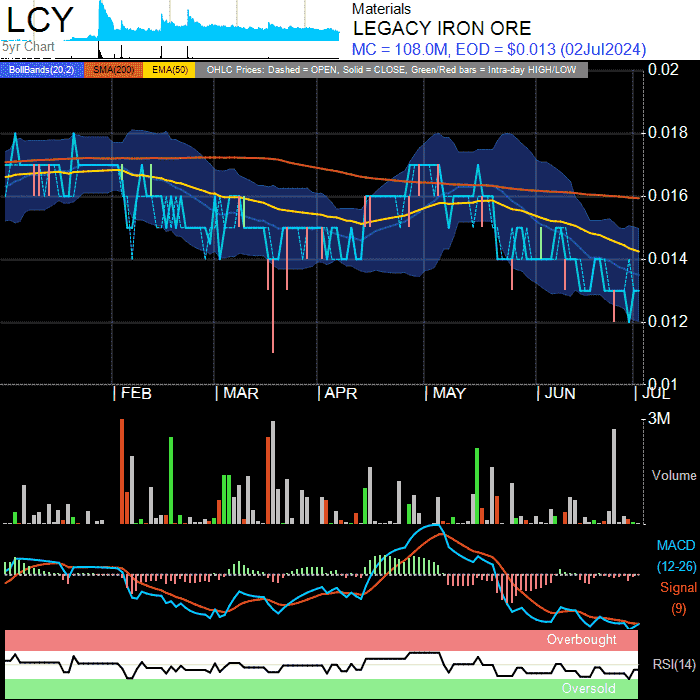 LCY
5yr Chart
Materials
LEGACY IRON ORE
MC = 108.0M, EOD = $0.013 (02Jul2024)
BollBands(20,2) SMA(200) EMA(50) OHLC Prices: Dashed = OPEN, Solid = CLOSE, Green/Red bars = Intra-day HIGH/LOW
0.02
0.018
0.016
0.014
0.012
0.01
FEB MAR APR MAY JUN JUL
3M
Volume
MACD
(12-26)
Signal
(9)
Overbought
RSI(14)
Oversold